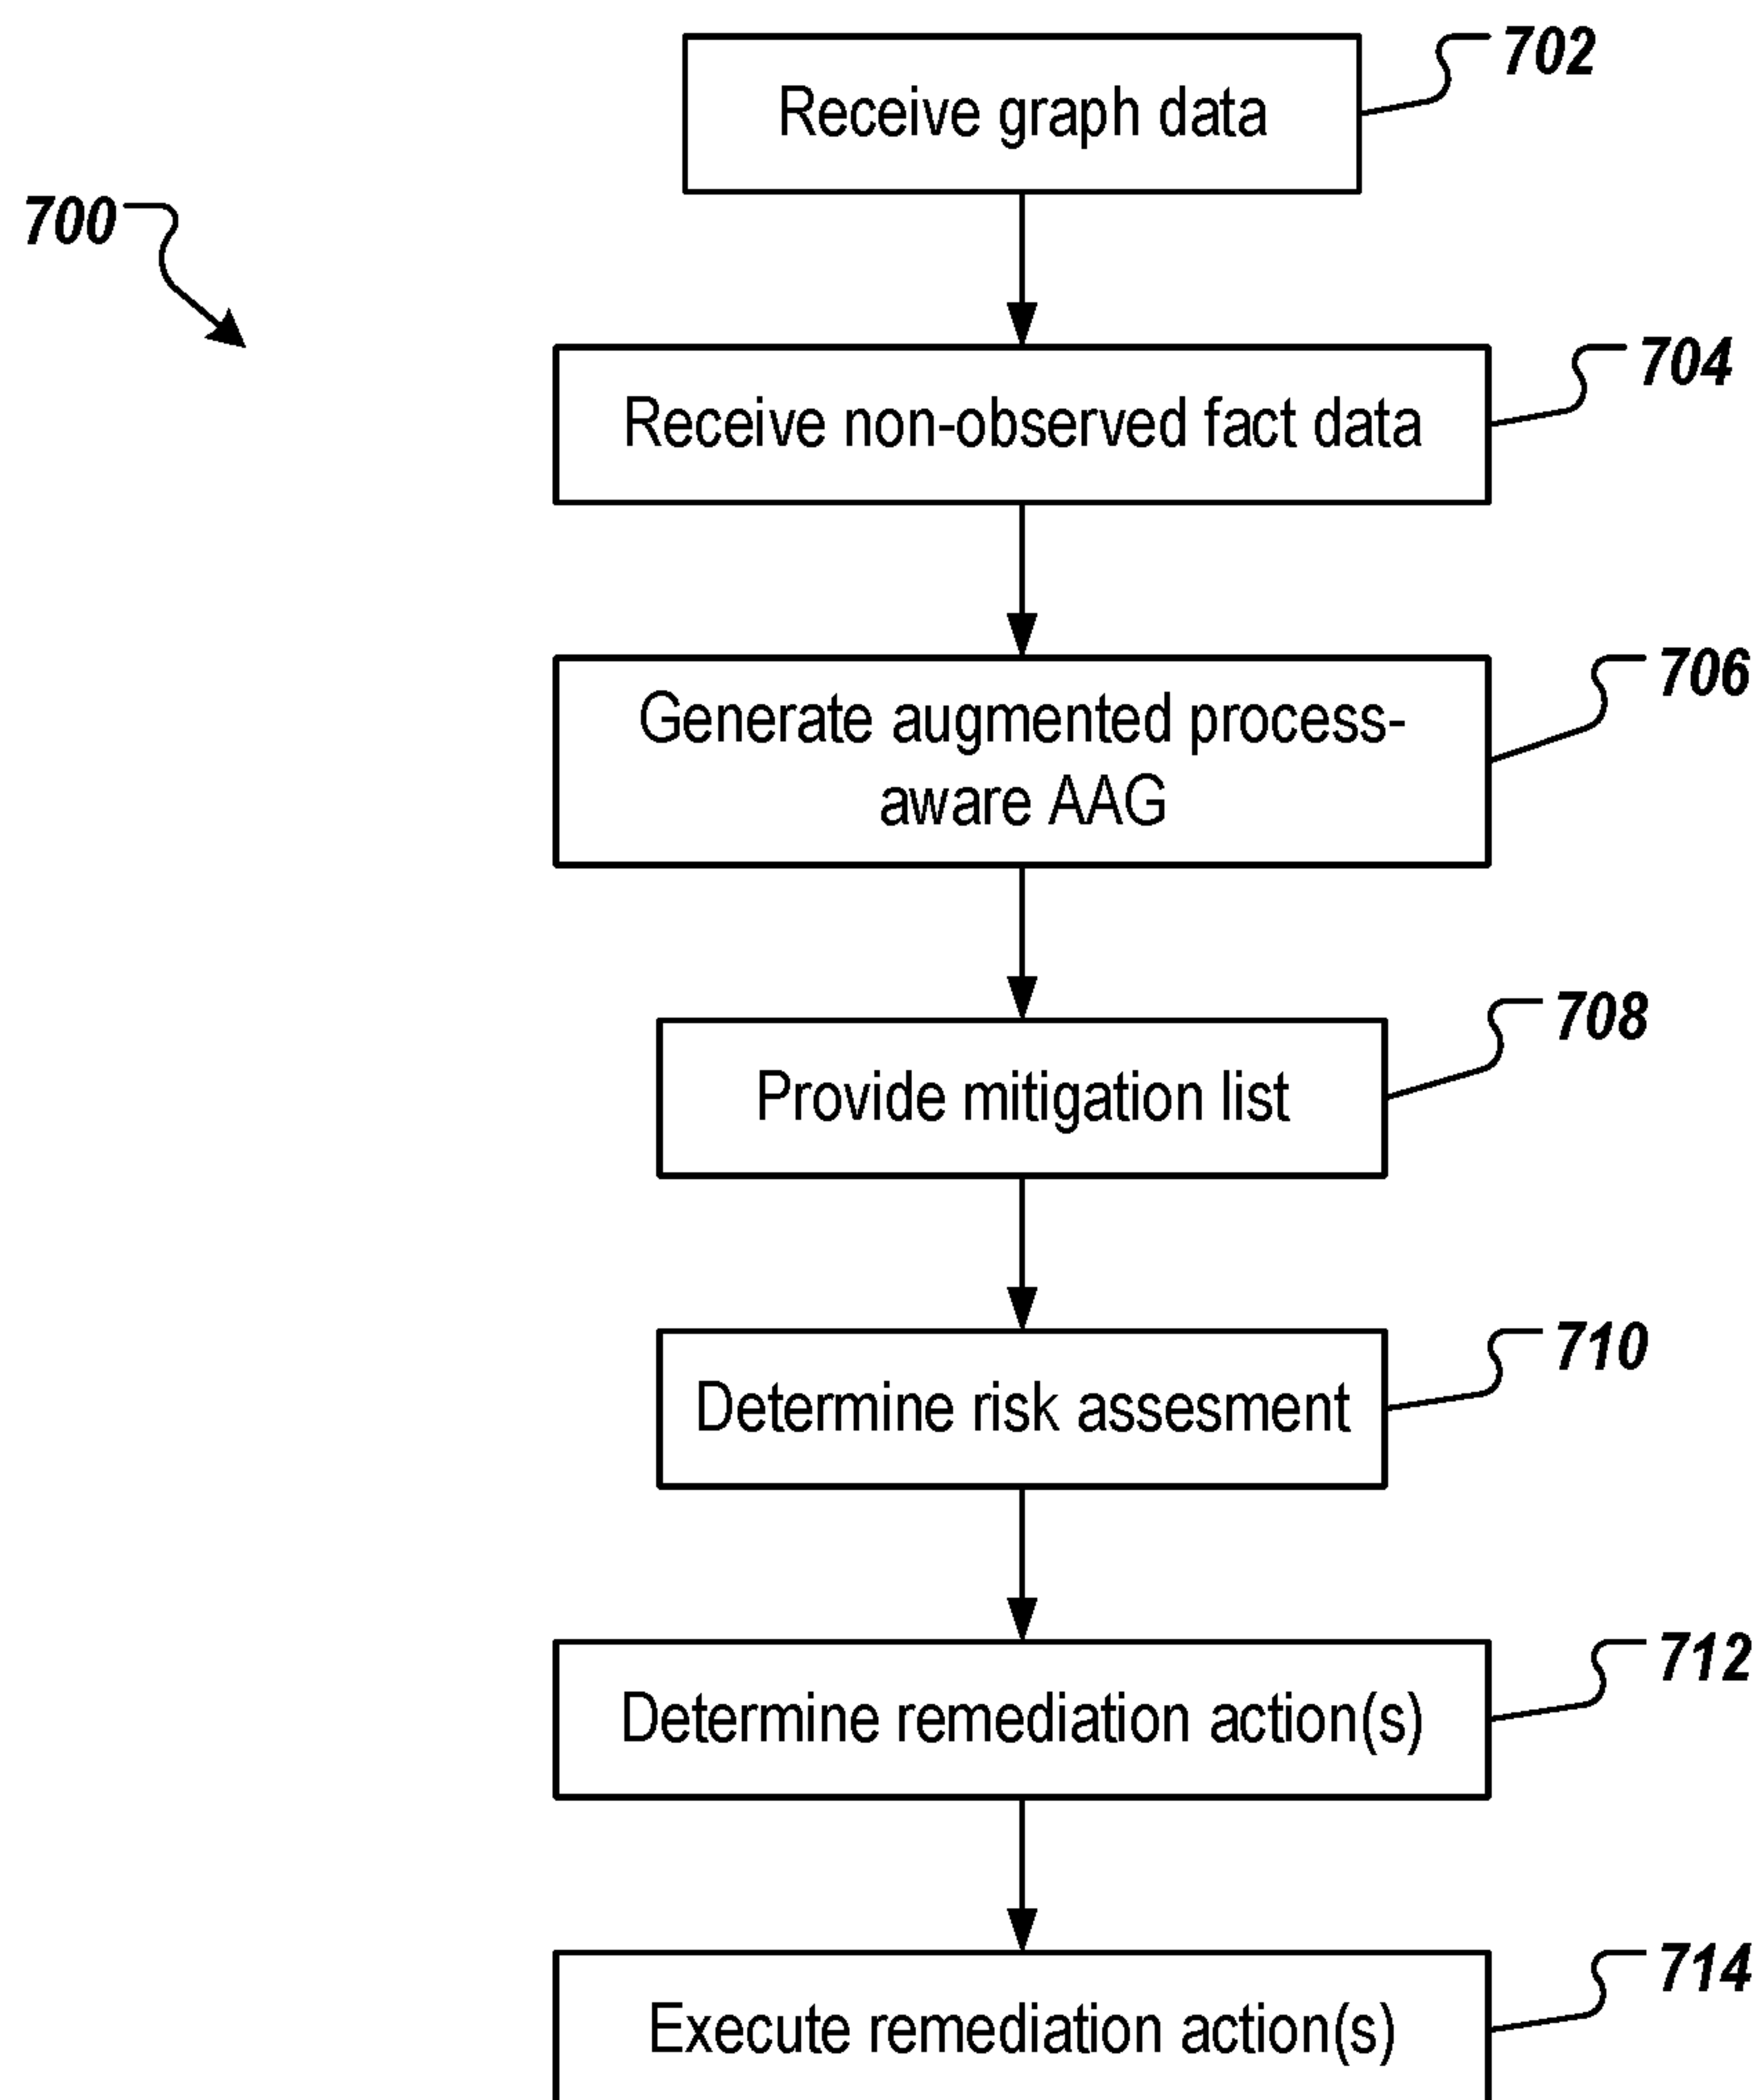 702
Receive graph data
700
704
Receive non-observed fact data
706
Generate augmented process-
aware AAG
708
Provide mitigation list
710
Determine risk assesment
712
Determine remediation action(s)
714
Execute remediation action(s)